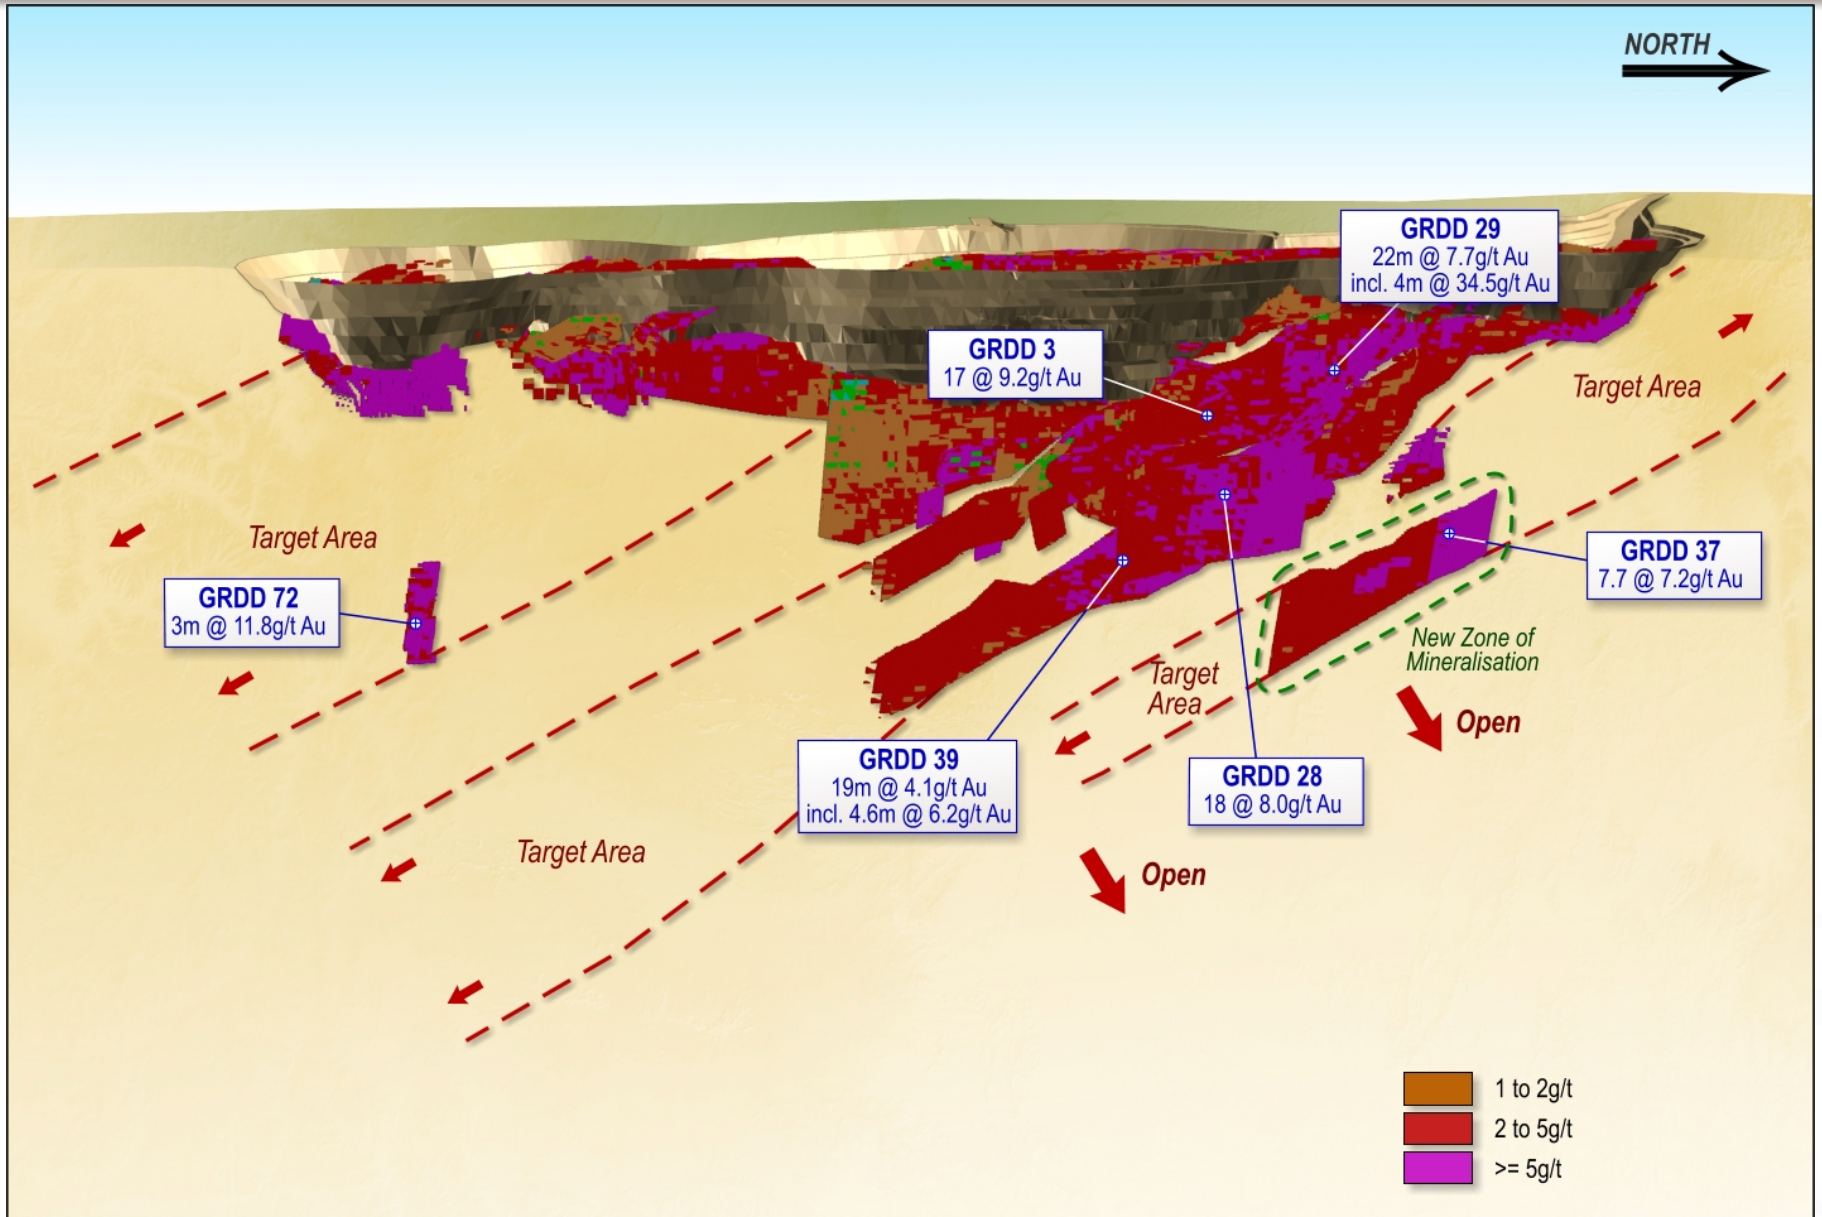 NORTH
GRDD 29
22m @ 7.7g/t Au
incl. 4m @ 34.5g/t Au
GRDD 3
17 @ 9.2g/t Au
Target Area
Target Area
GRDD 72
3m @ 11.8g/t Au
GRDD 37
7.7 @ 7.2g/t Au
New Zone of
Mineralisation
Target
Area
Open
GRDD 39
19m @ 4.1g/t Au
incl. 4.6m @ 6.2g/t Au
GRDD 28
18 @ 8.0g/t Au
Target Area
Open
1 to 2g/t
2 to 5g/t
>= 5g/t